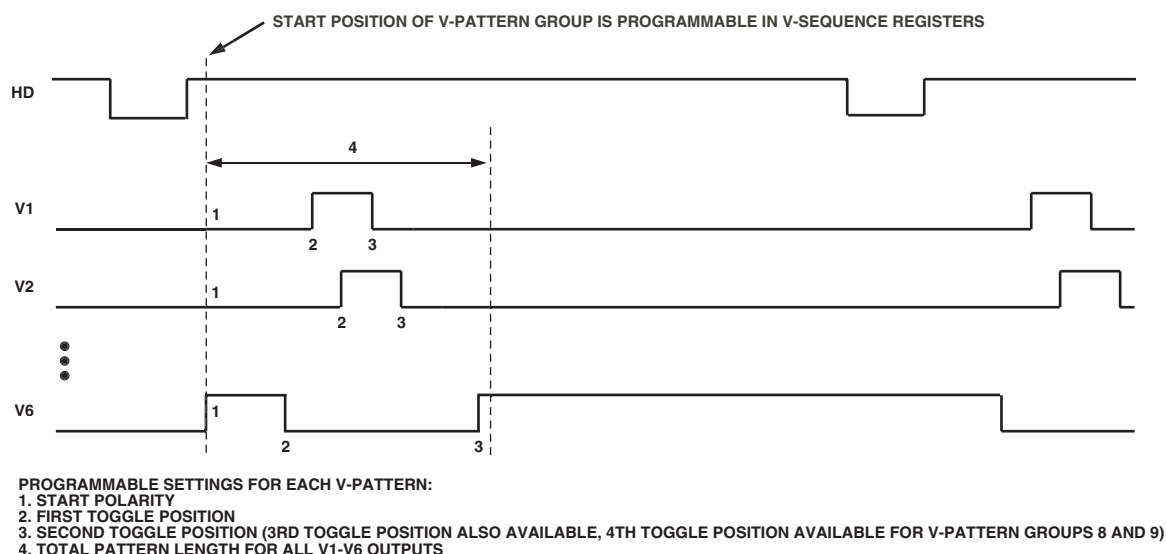 START POSITION OF V-PATTERN GROUP IS PROGRAMMABLE IN V-SEQUENCE REGISTERS
HD
4
V1
1
2 3
V2
1
2 3
V6
1
2 3
PROGRAMMABLE SETTINGS FOR EACH V-PATTERN:
1. START POLARITY
2. FIRST TOGGLE POSITION
3. SECOND TOGGLE POSITION (3RD TOGGLE POSITION ALSO AVAILABLE, 4TH TOGGLE POSITION AVAILABLE FOR V-PATTERN GROUPS 8 AND 9)
4. TOTAL PATTERN LENGTH FOR ALL V1-V6 OUTPUTS